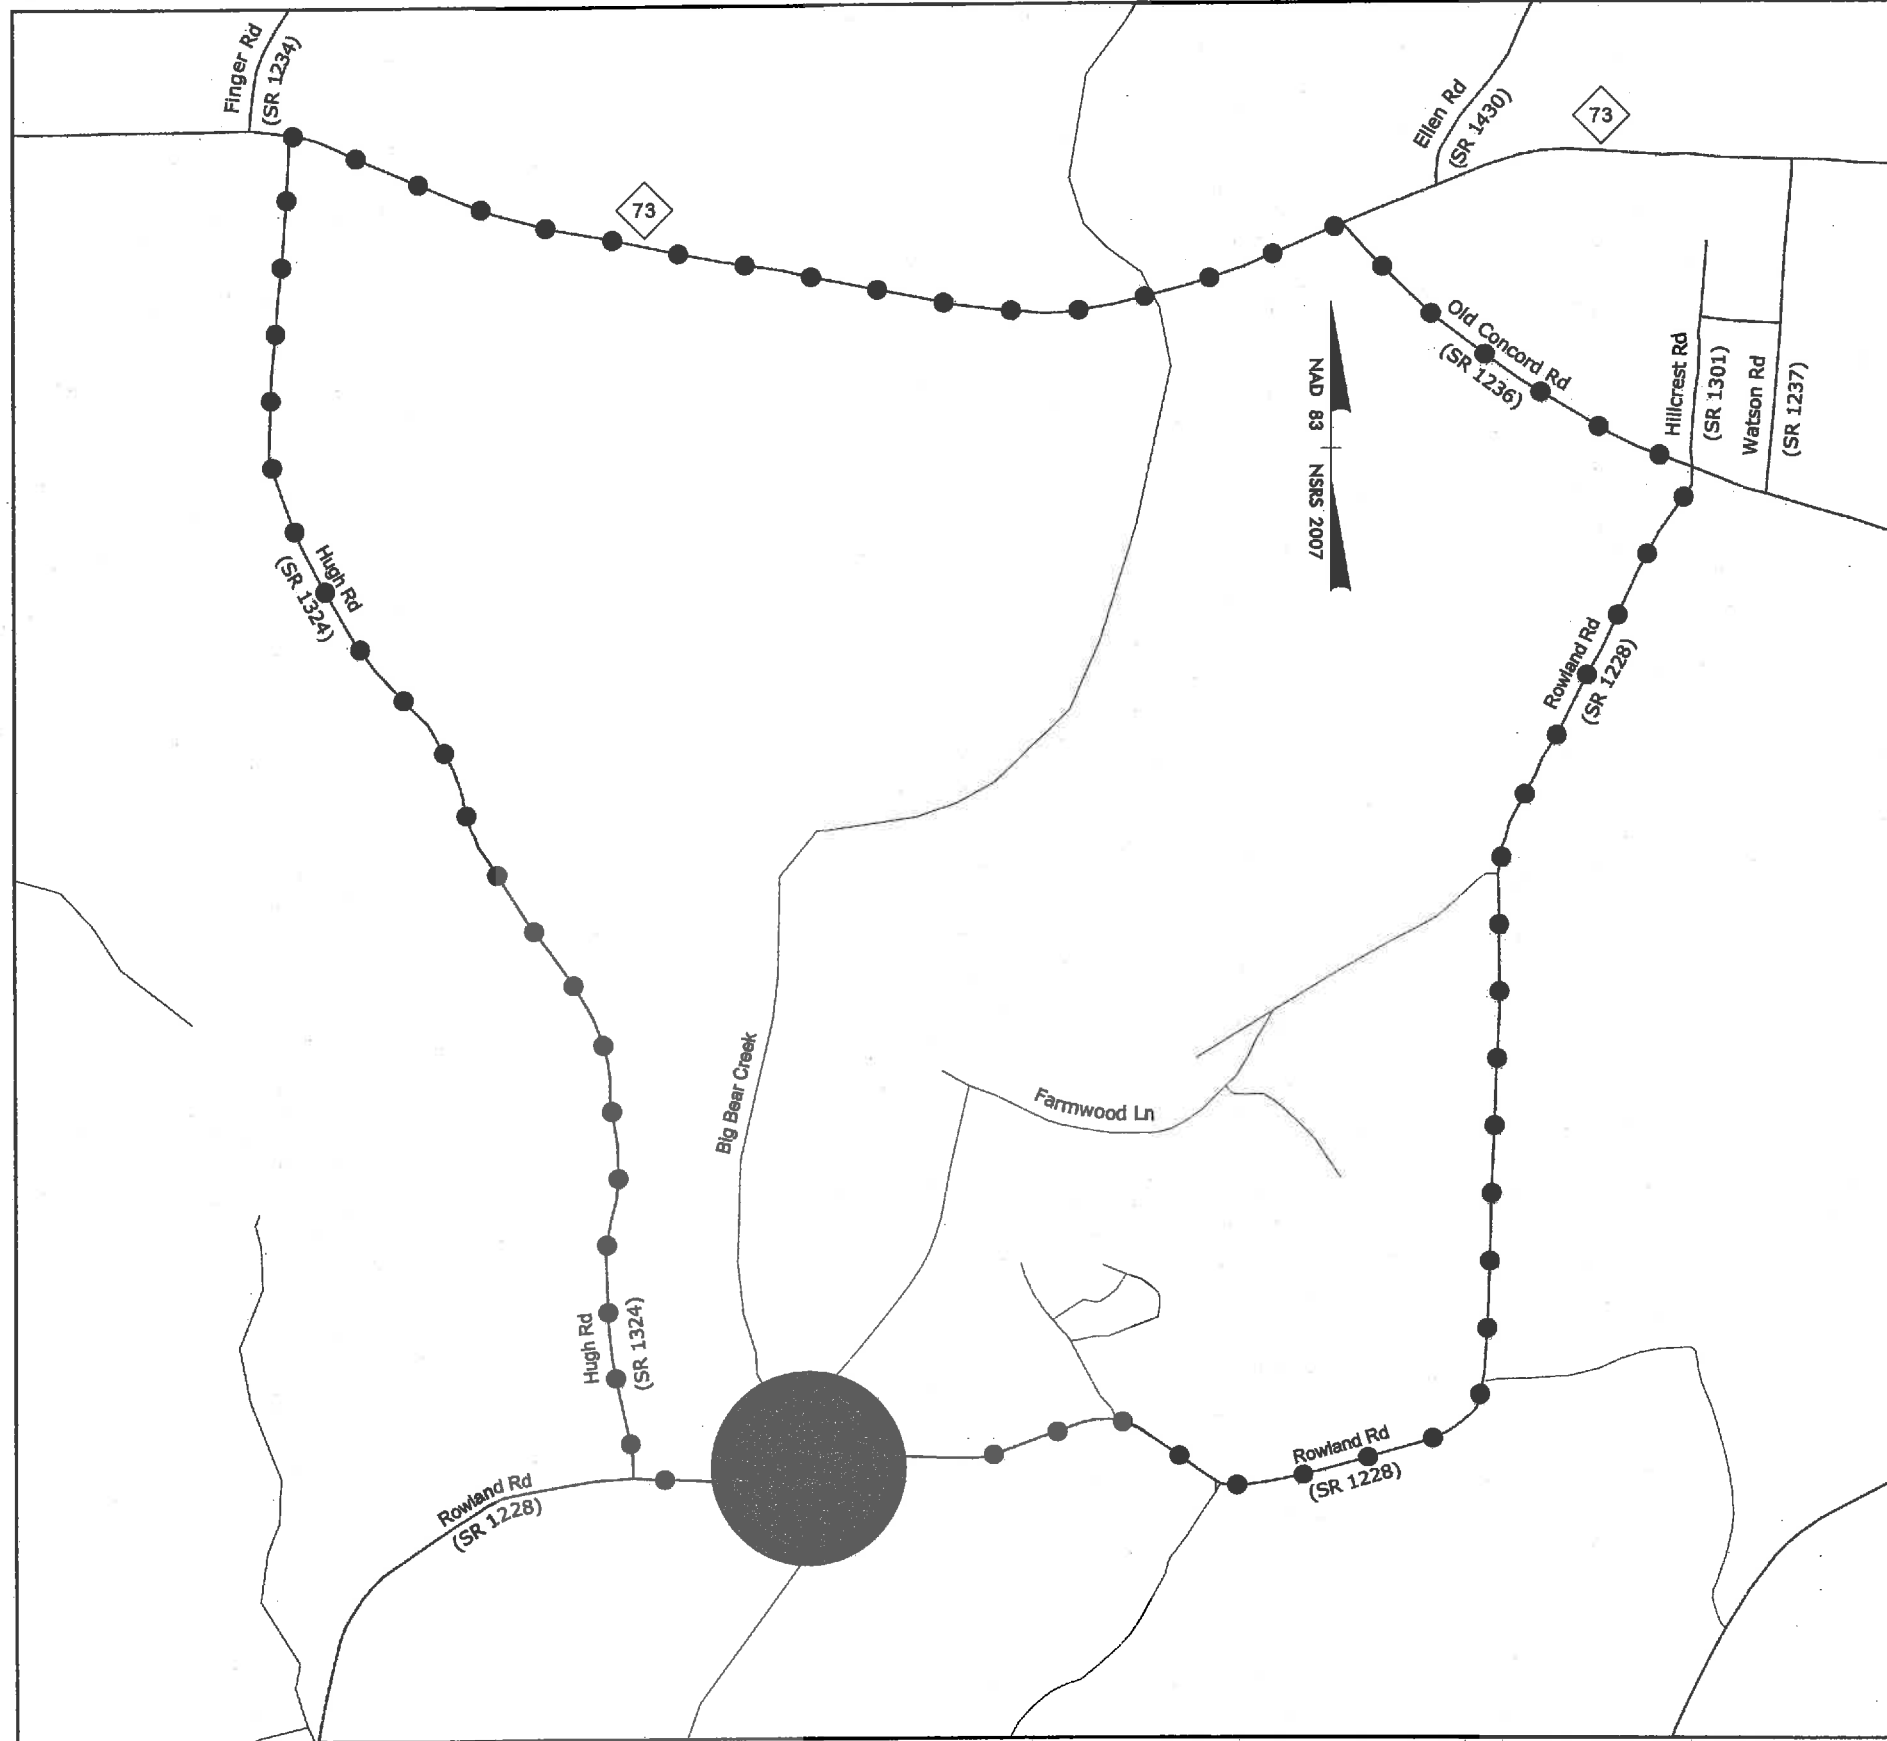 Finger Rd
(SR 1234)
Ellen Rd
(SR 1430)
73
73
Old Concord Rd
(SR 1236)
Hillcrest Rd
(SR 1301)
Watson Rd
(SR 1237)
NAD 83
NSRS 2007
Hugh Rd
(SR 1324)
Rowland Rd
(SR 1228)
Big Bear Creek
Farmwood Ln
Hugh Rd
(SR 1324)
Rowland Rd
(SR 1228)
Rowland Rd
(SR 1228)